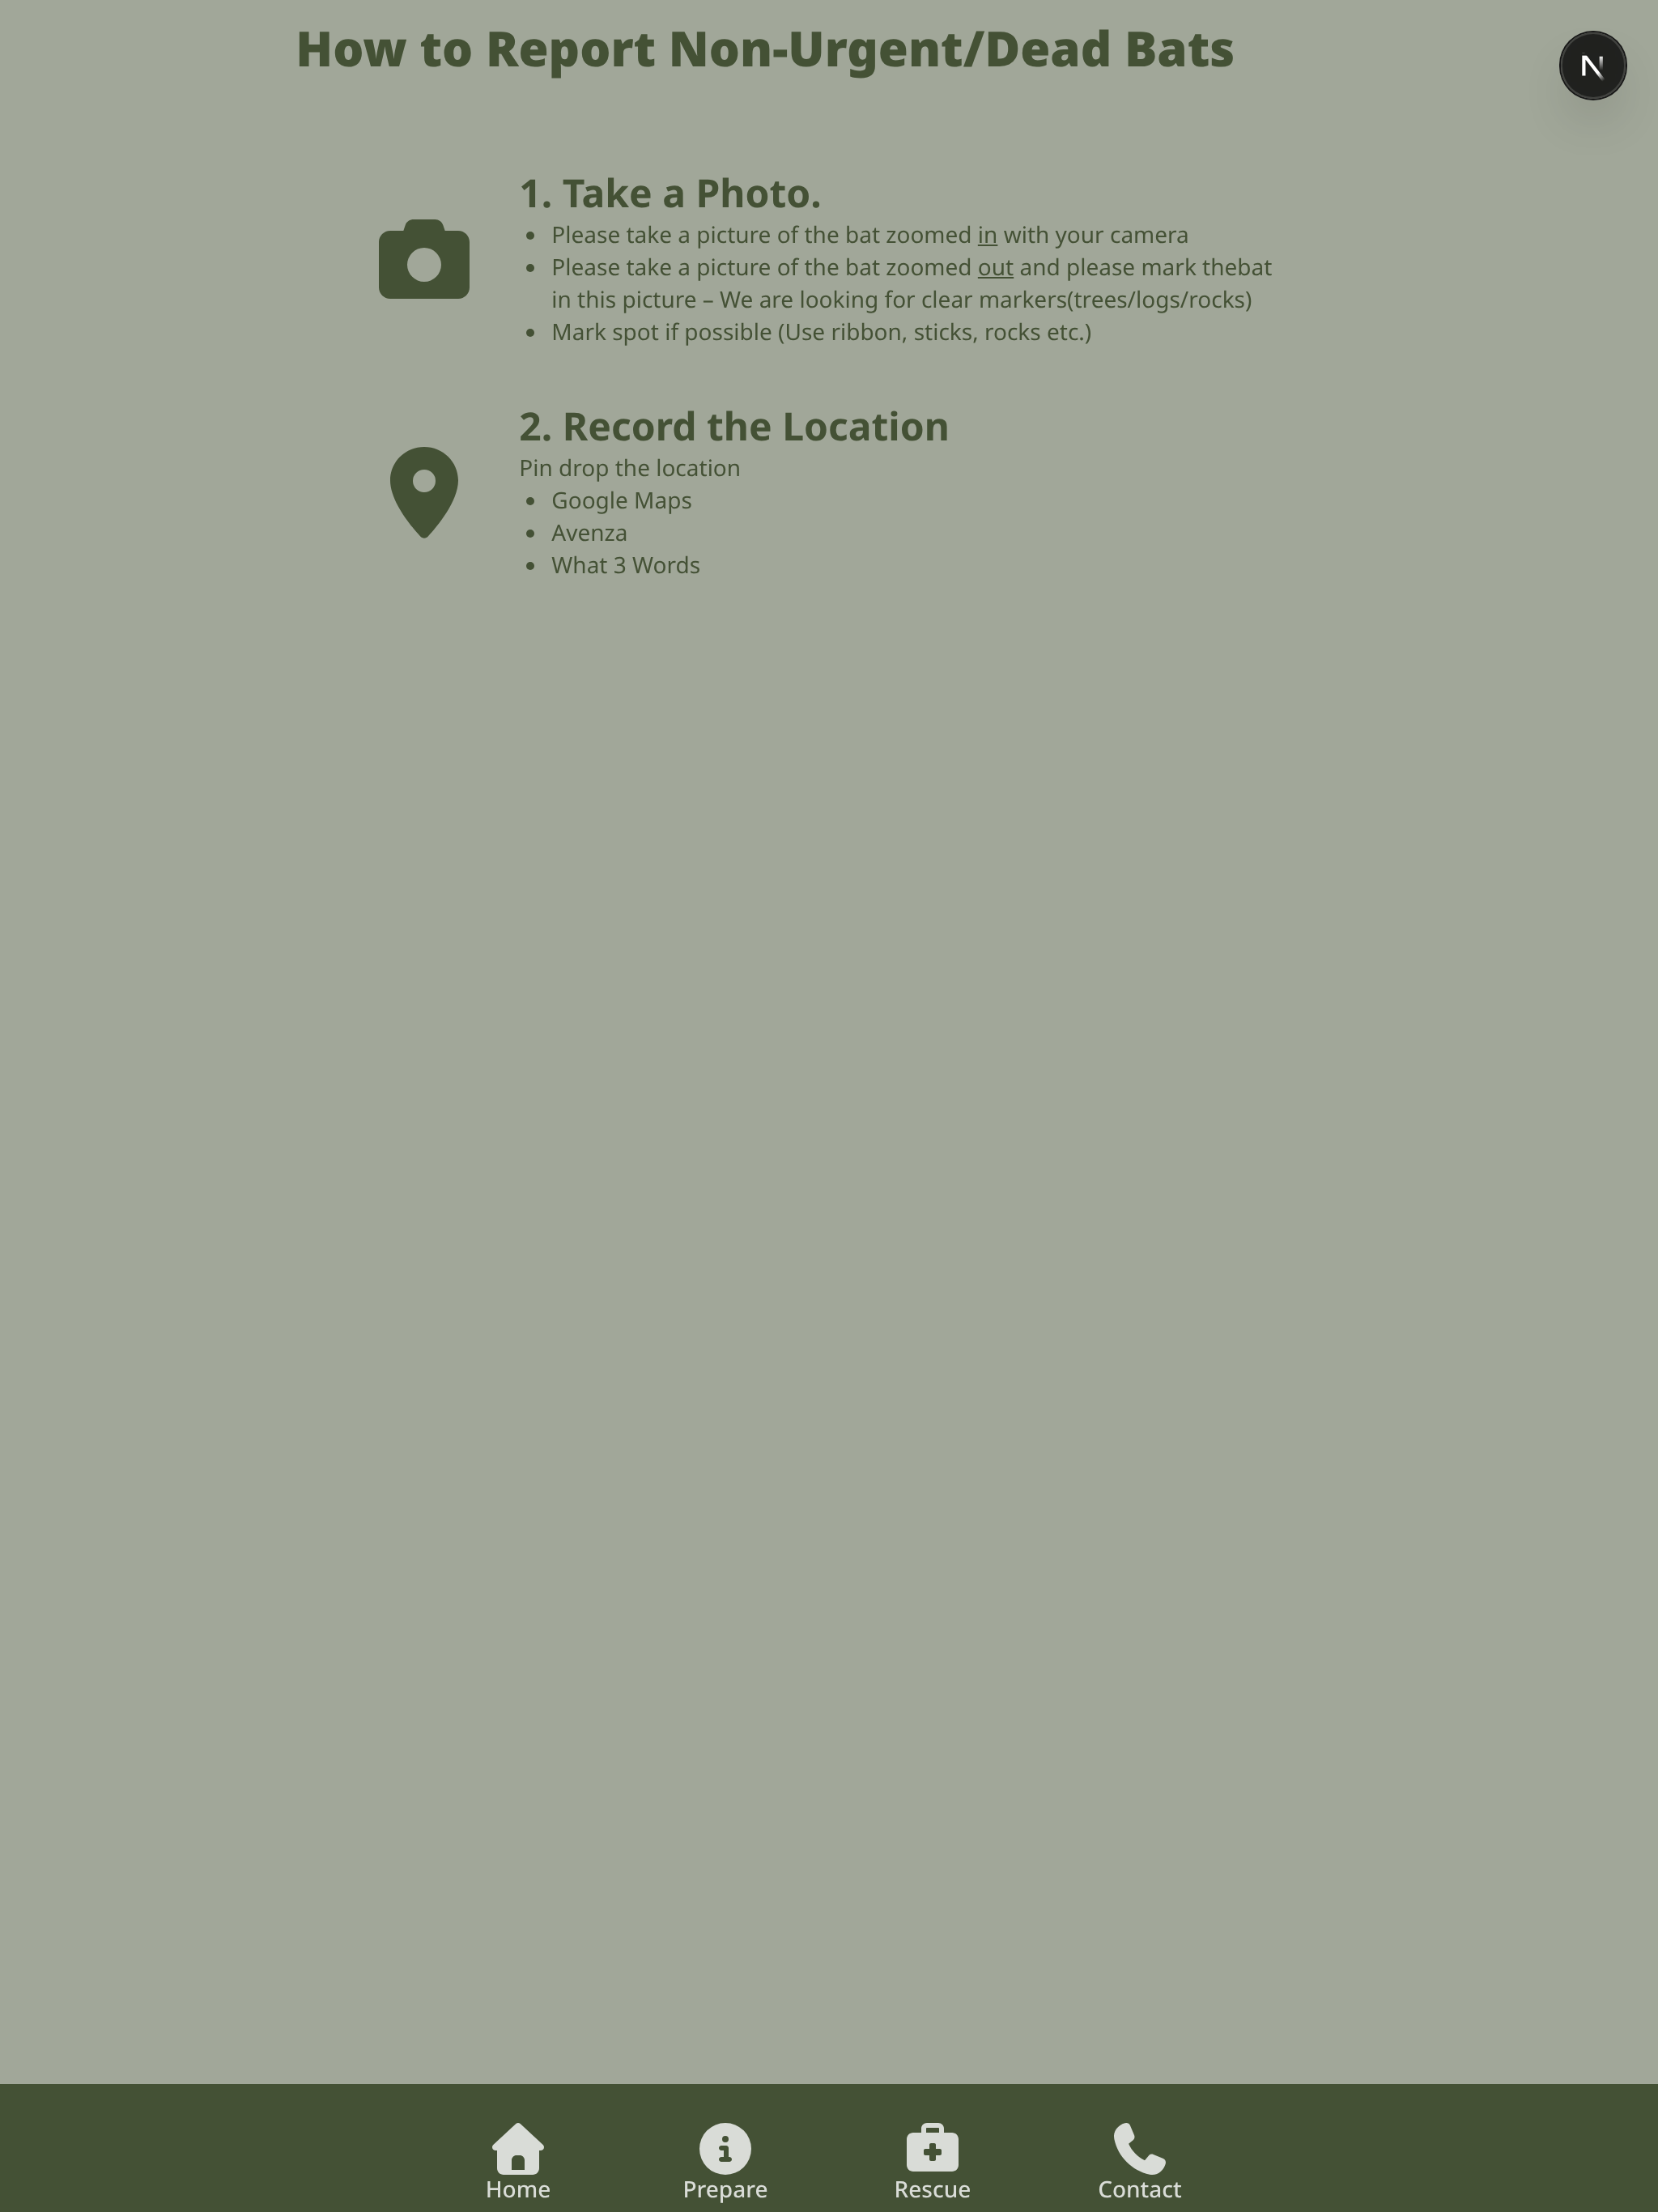 How to Report Non-Urgent/Dead Bats
N
1. Take a Photo.
• Please take a picture of the bat zoomed in with your camera
• Please take a picture of the bat zoomed out and please mark thebat
in this picture – We are looking for clear markers(trees/logs/rocks)
• Mark spot if possible (Use ribbon, sticks, rocks etc.)
2. Record the Location
Pin drop the location
• Google Maps
• Avenza
• What 3 Words
Home Prepare Rescue Contact